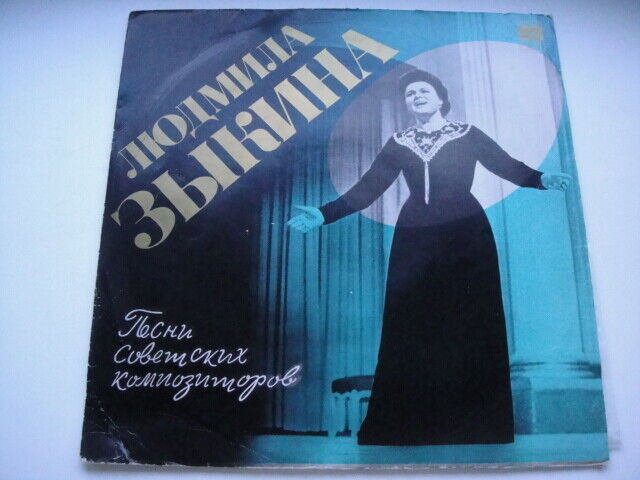 ЛЮДМИЛА
ЗЫКИНА
Песни
советских
композиторов